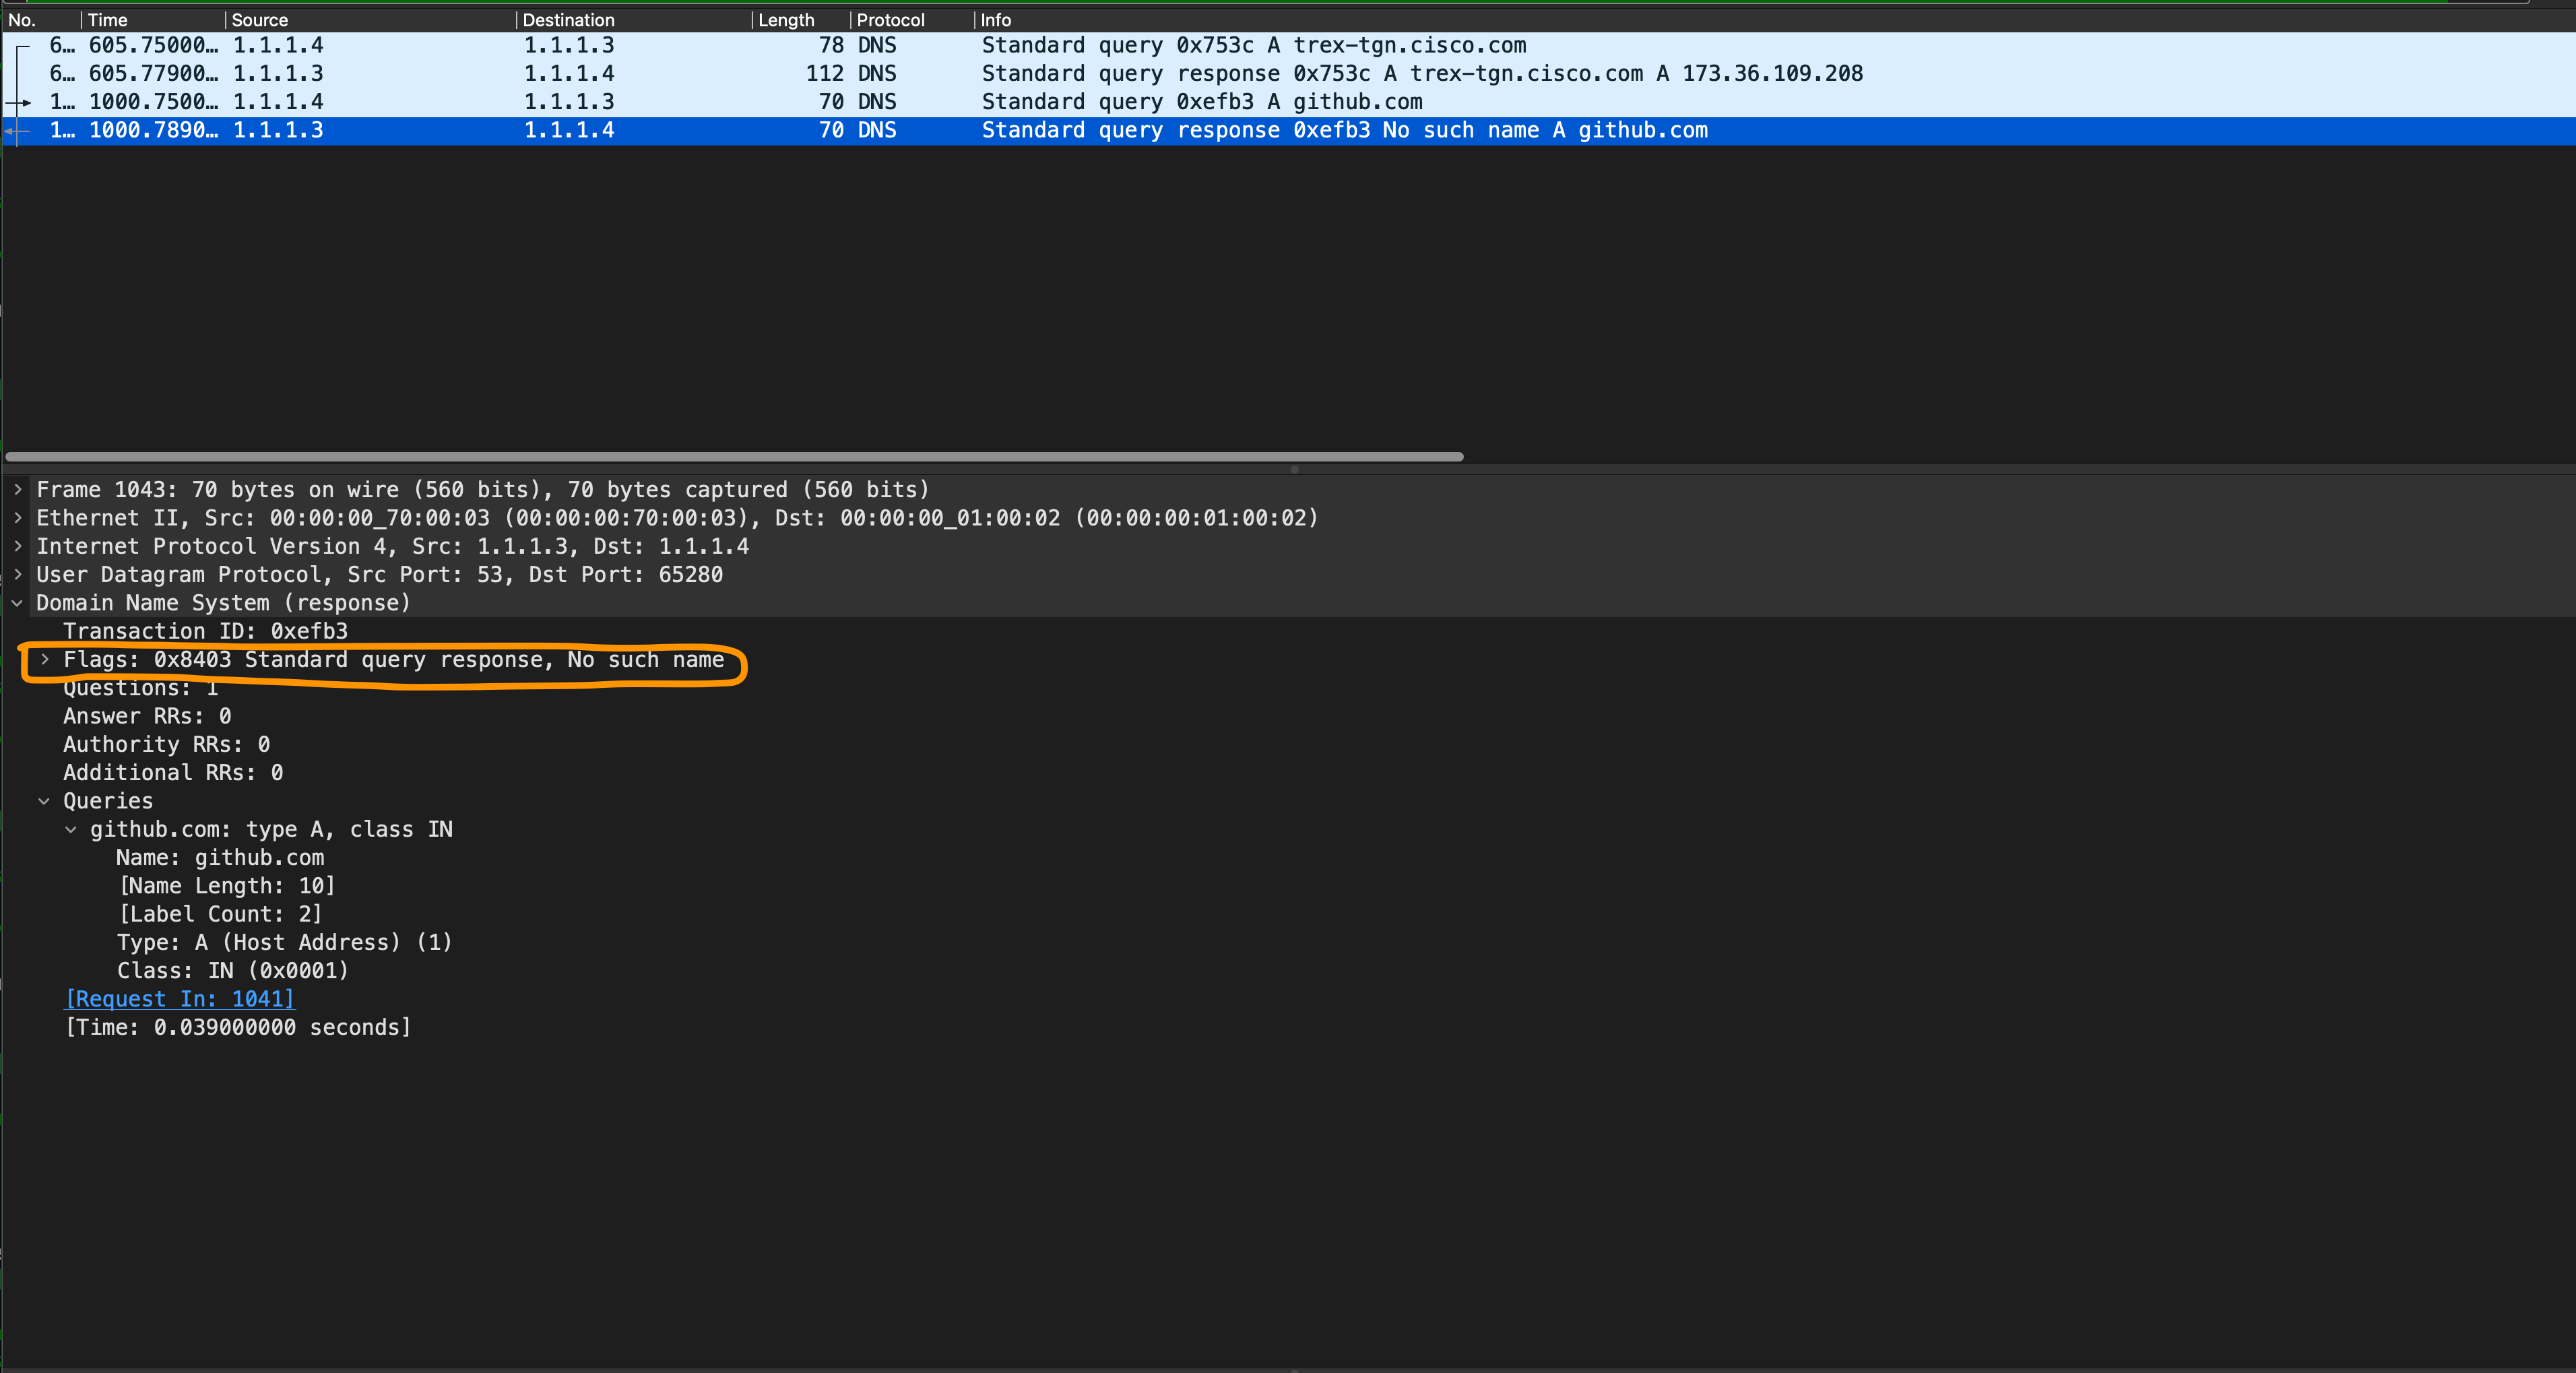 No. Time Source Destination Length Protocol Info
6… 605.75000… 1.1.1.4 1.1.1.3 78 DNS Standard query 0x753c A trex-tgn.cisco.com
6… 605.77900… 1.1.1.3 1.1.1.4 112 DNS Standard query response 0x753c A trex-tgn.cisco.com A 173.36.109.208
1… 1000.7500… 1.1.1.4 1.1.1.3 70 DNS Standard query 0xefb3 A github.com
1… 1000.7890… 1.1.1.3 1.1.1.4 70 DNS Standard query response 0xefb3 No such name A github.com
Frame 1043: 70 bytes on wire (560 bits), 70 bytes captured (560 bits)
Ethernet II, Src: 00:00:00_70:00:03 (00:00:00:70:00:03), Dst: 00:00:00_01:00:02 (00:00:00:01:00:02)
Internet Protocol Version 4, Src: 1.1.1.3, Dst: 1.1.1.4
User Datagram Protocol, Src Port: 53, Dst Port: 65280
Domain Name System (response)
Transaction ID: 0xefb3
Flags: 0x8403 Standard query response, No such name
Questions: 1
Answer RRs: 0
Authority RRs: 0
Additional RRs: 0
Queries
github.com: type A, class IN
Name: github.com
[Name Length: 10]
[Label Count: 2]
Type: A (Host Address) (1)
Class: IN (0x0001)
[Request In: 1041]
[Time: 0.039000000 seconds]